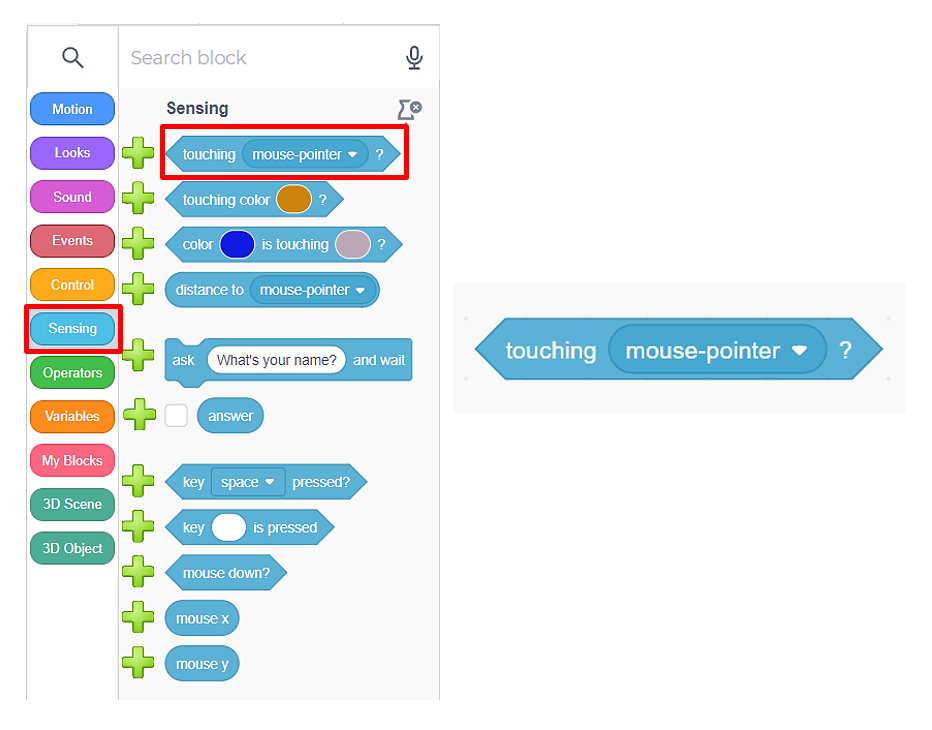 Search block
Motion
Looks
Sound
Events
Control
Sensing
Operators
Variables
My Blocks
3D Scene
3D Object
Sensing
touching mouse-pointer ?
touching color ?
color is touching ?
distance to mouse-pointer
ask What's your name? and wait
answer
key space pressed?
key is pressed
mouse down?
mouse x
mouse y
touching mouse-pointer ?